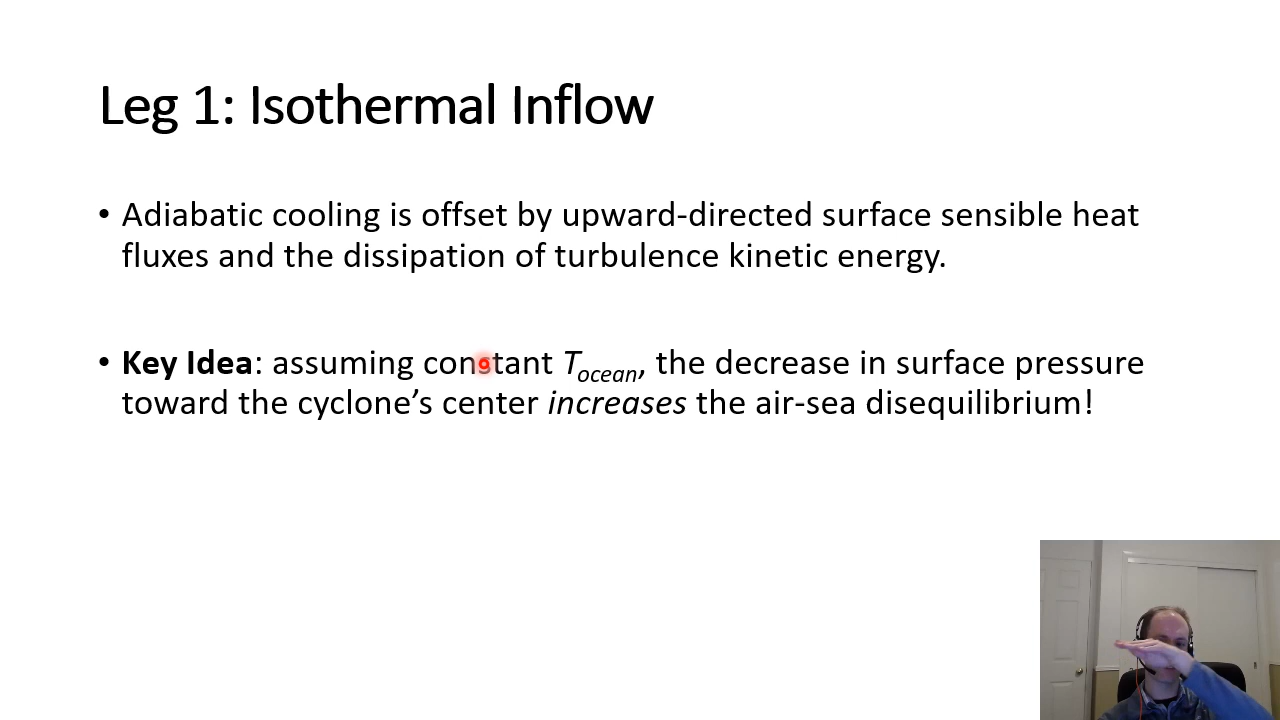 Leg 1: Isothermal Inflow
• Adiabatic cooling is offset by upward-directed surface sensible heat
fluxes and the dissipation of turbulence kinetic energy.
• Key Idea: assuming constant Tocean, the decrease in surface pressure
toward the cyclone’s center increases the air-sea disequilibrium!